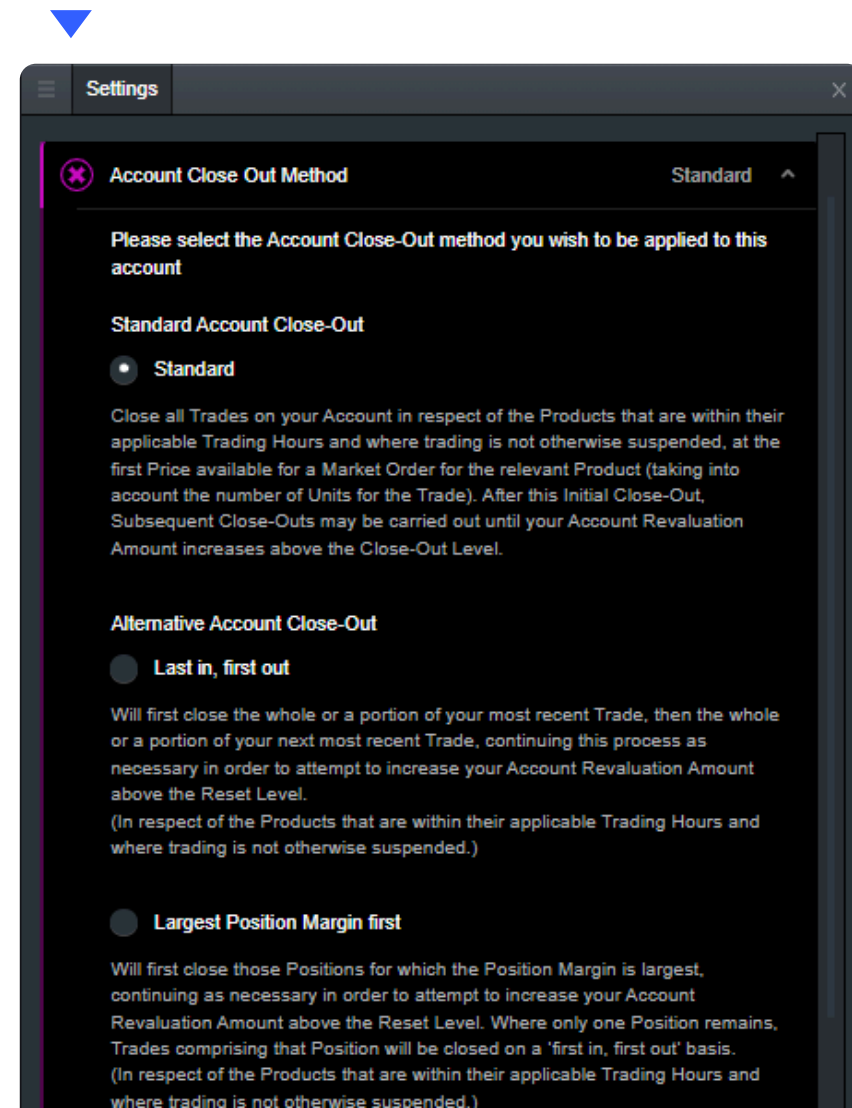 Settings
Account Close Out Method Standard
Please select the Account Close-Out method you wish to be applied to this
account
Standard Account Close-Out
Standard
Close all Trades on your Account in respect of the Products that are within their
applicable Trading Hours and where trading is not otherwise suspended, at the
first Price available for a Market Order for the relevant Product (taking into
account the number of Units for the Trade). After this Initial Close-Out,
Subsequent Close-Outs may be carried out until your Account Revaluation
Amount increases above the Close-Out Level.
Alternative Account Close-Out
Last in, first out
Will first close the whole or a portion of your most recent Trade, then the whole
or a portion of your next most recent Trade, continuing this process as
necessary in order to attempt to increase your Account Revaluation Amount
above the Reset Level.
(In respect of the Products that are within their applicable Trading Hours and
where trading is not otherwise suspended.)
Largest Position Margin first
Will first close those Positions for which the Position Margin is largest,
continuing as necessary in order to attempt to increase your Account
Revaluation Amount above the Reset Level. Where only one Position remains,
Trades comprising that Position will be closed on a 'first in, first out' basis.
(In respect of the Products that are within their applicable Trading Hours and
where trading is not otherwise suspended.)